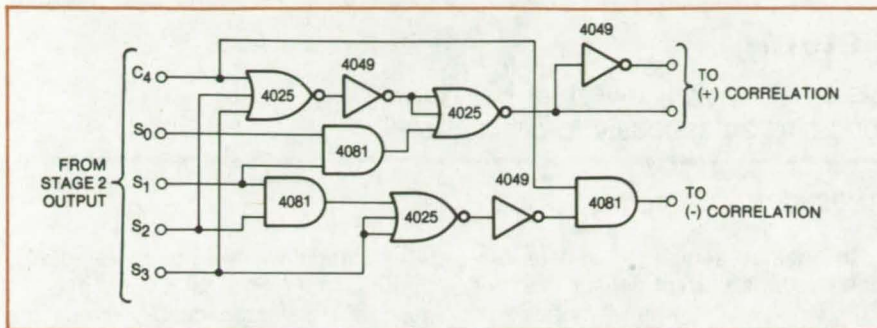 C4
4049
4025
4049
4025
TO
(+) CORRELATION
S0
4081
FROM
STAGE 2
OUTPUT
S1
4081
4025
4049
4081
TO
(-) CORRELATION
S2
S3